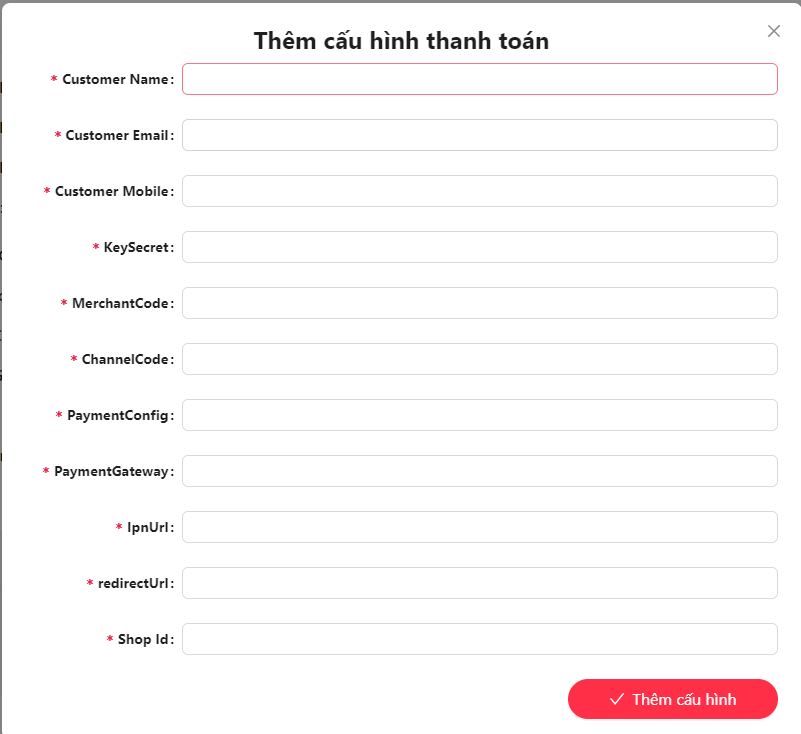 Thêm cấu hình thanh toán
* Customer Name:
* Customer Email:
* Customer Mobile:
* KeySecret:
* MerchantCode:
* ChannelCode:
* PaymentConfig:
* PaymentGateway:
* IpnUrl:
* redirectUrl:
* Shop Id:
Thêm cấu hình